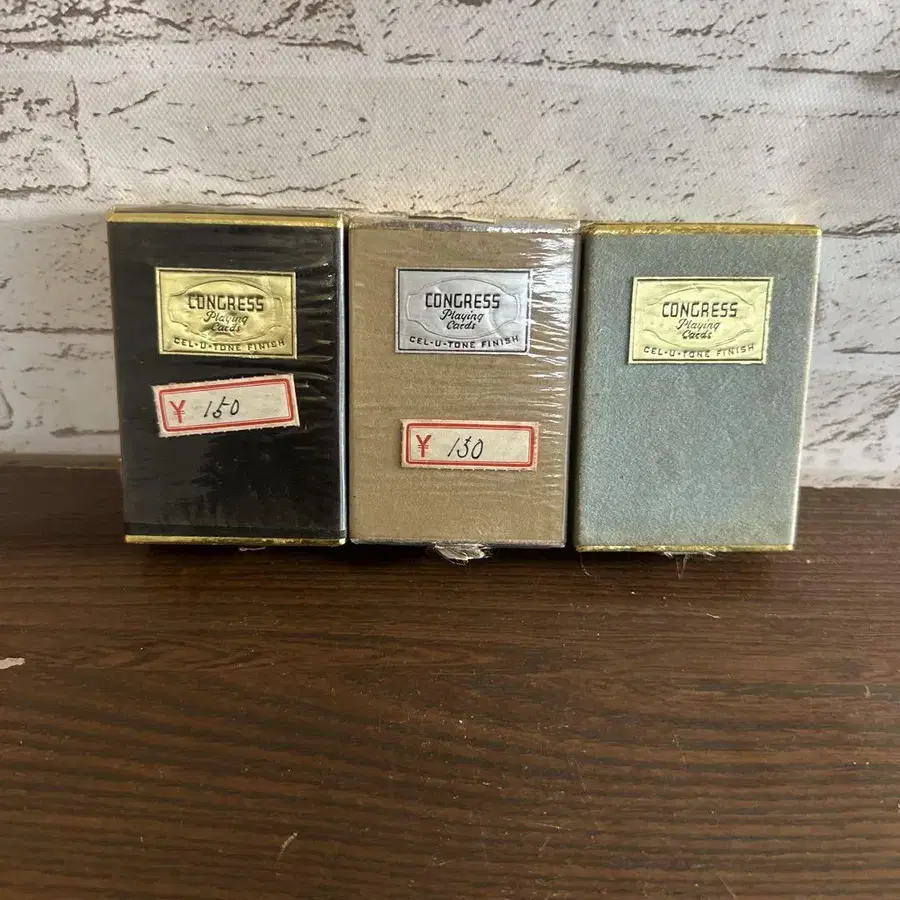 CONGRESS
Playing
Cards
CEL-U-TONE FINISH
¥ 150
CONGRESS
Playing
Cards
CEL-U-TONE FINISH
¥ 150
CONGRESS
Playing
Cards
CEL-U-TONE FINISH